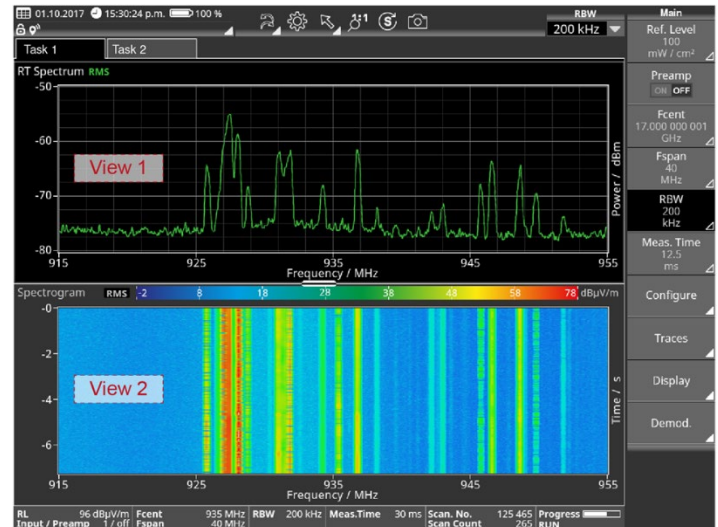 01.10.2017 15:30:24 p.m. 100 %
1:1 S
RBW
200 kHz
Task 1 Task 2
RT Spectrum RMS
-50
-60
-70
-80
View 1
Power / dBm
915 925 935 945 955
Frequency / MHz
Spectrogram RMS -2 8 18 28 38 48 58 78 dBµV/m
-0
-2
-4
-6
View 2
Time / s
915 925 935 945 955
Frequency / MHz
RL 96 dBµV/m Fcent 935 MHz RBW 200 kHz Meas.Time 30 ms Scan. No. 125 465 Progress
Input / Preamp 1 / off Fspan 40 MHz Scan Count 265 RUN
Main
Ref. Level
100
mW / cm²
Preamp
ON OFF
Fcent
17.000 000 001
GHz
Fspan
40
MHz
RBW
200
kHz
Meas. Time
12.5
ms
Configure
Traces
Display
Demod.